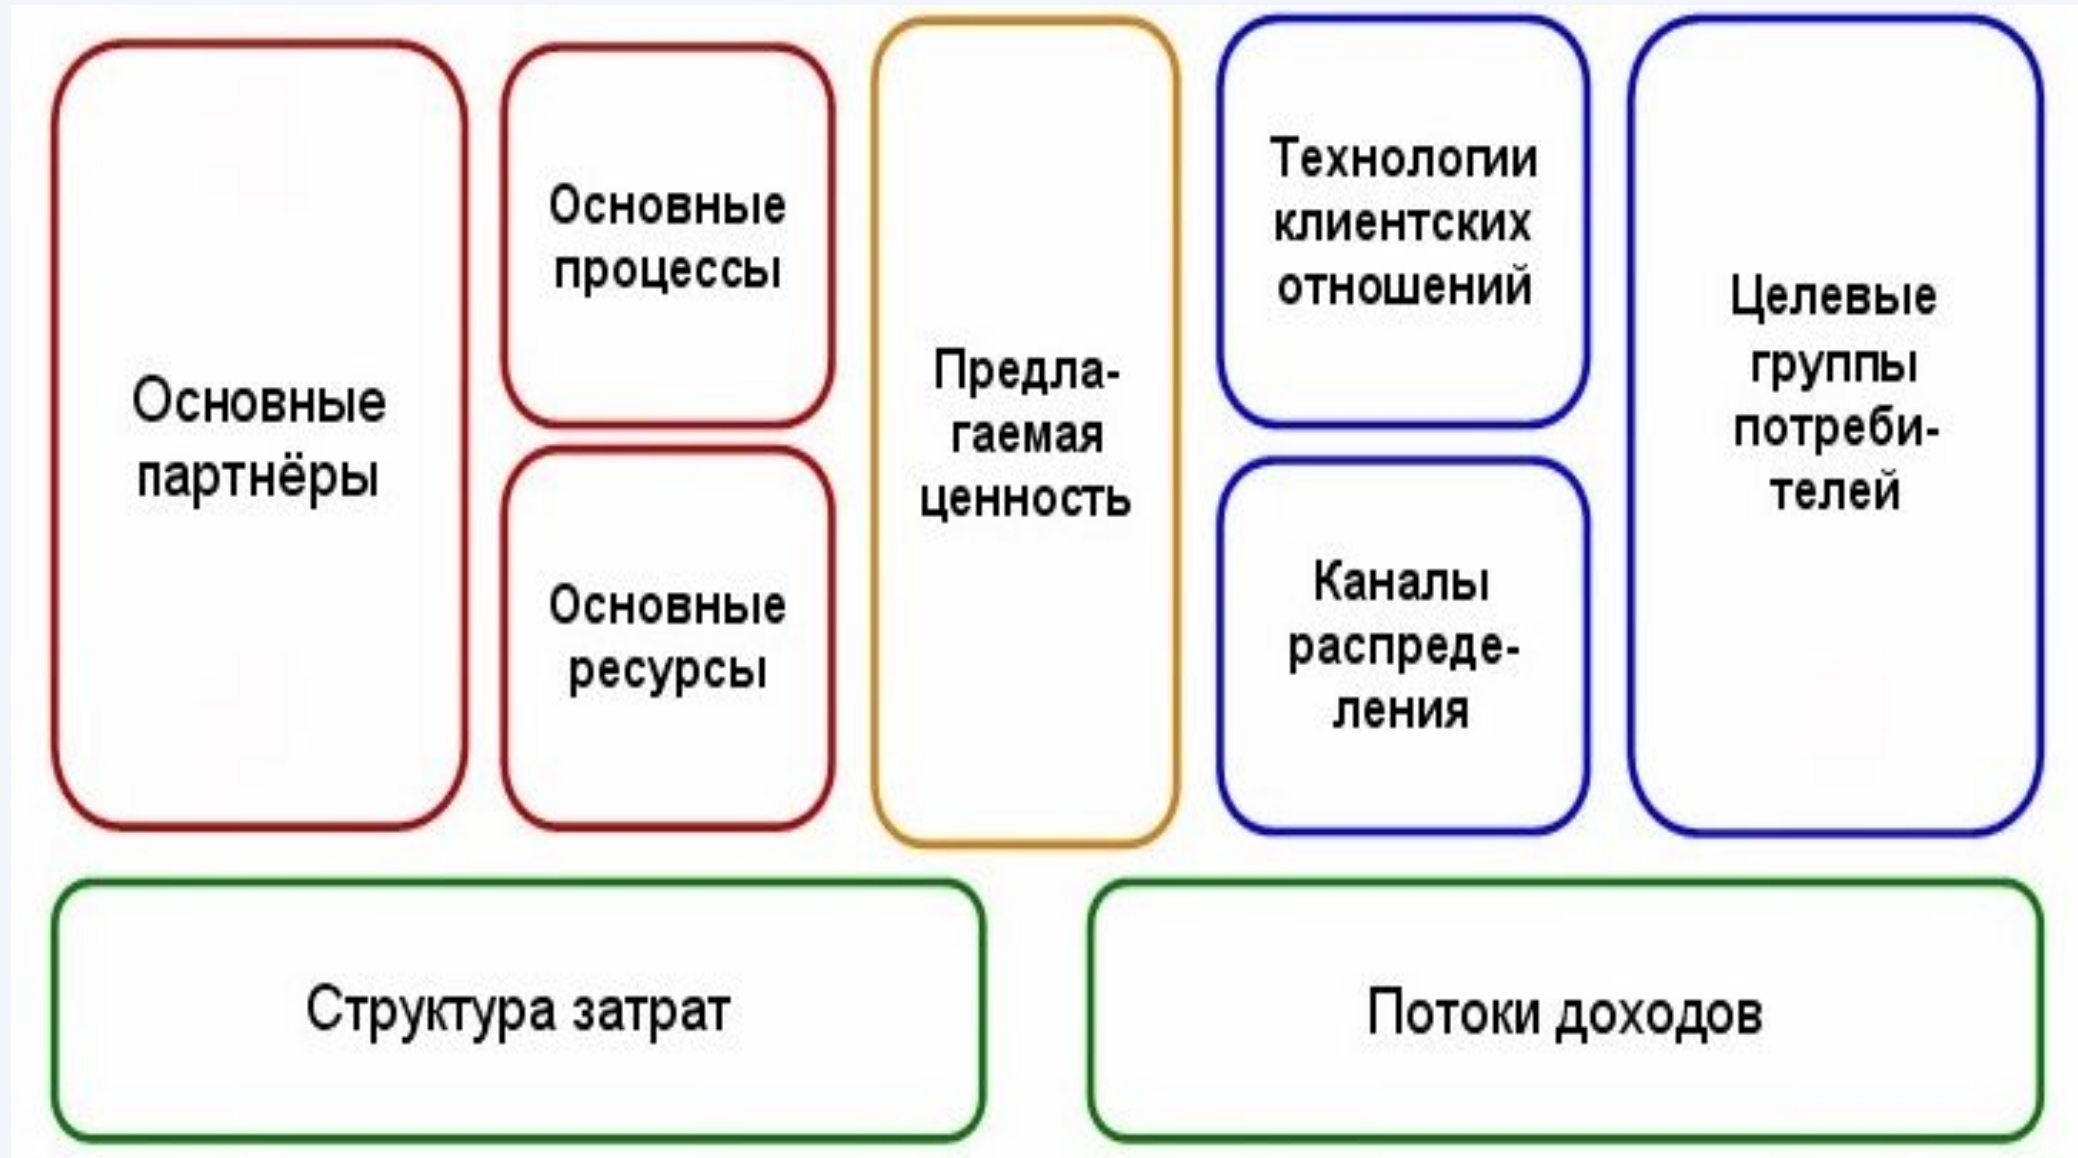 Основные
партнёры
Основные
процессы
Основные
ресурсы
Предла-
гаемая
ценность
Технологии
клиентских
отношений
Каналы
распреде-
ления
Целевые
группы
потреби-
телей
Структура затрат
Потоки доходов